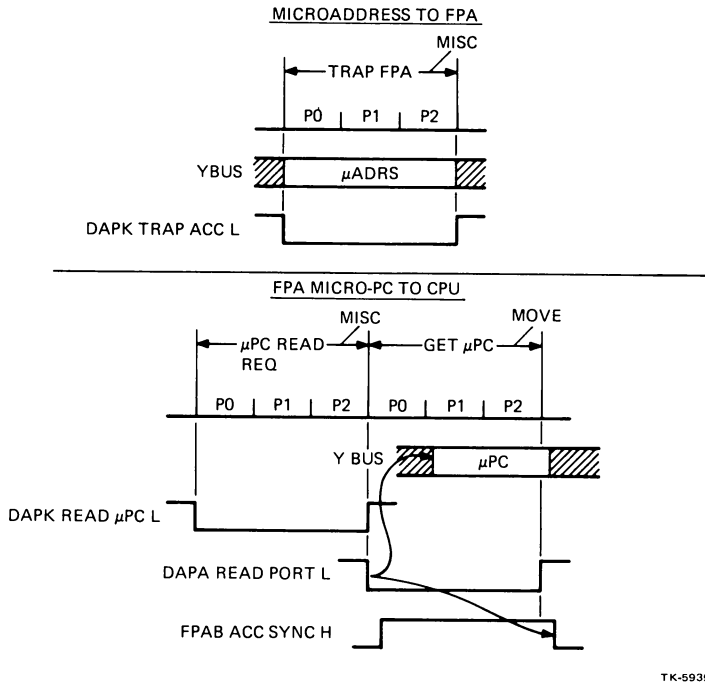 MICROADDRESS TO FPA
MISC
TRAP FPA
P0 P1 P2
YBUS
μADRS
DAPK TRAP ACC L
FPA MICRO-PC TO CPU
MISC MOVE
μPC READ REQ
GET μPC
P0 P1 P2 P0 P1 P2
Y BUS
μPC
DAPK READ μPC L
DAPA READ PORT L
FPAB ACC SYNC H
TK-5939